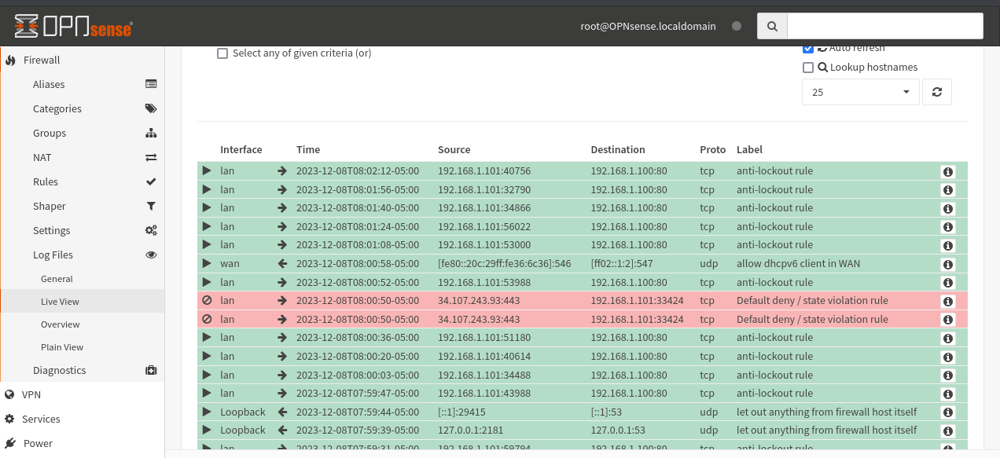 OPNsense
root@OPNsense.localdomain
Firewall
Aliases
Categories
Groups
NAT
Rules
Shaper
Settings
Log Files
General
Live View
Overview
Plain View
Diagnostics
VPN
Services
Power
Select any of given criteria (or)
Auto refresh
Lookup hostnames
25
Interface Time Source Destination Proto Label
lan 2023-12-08T08:02:12-05:00 192.168.1.101:40756 192.168.1.100:80 tcp anti-lockout rule
lan 2023-12-08T08:01:56-05:00 192.168.1.101:32790 192.168.1.100:80 tcp anti-lockout rule
lan 2023-12-08T08:01:40-05:00 192.168.1.101:34866 192.168.1.100:80 tcp anti-lockout rule
lan 2023-12-08T08:01:24-05:00 192.168.1.101:56022 192.168.1.100:80 tcp anti-lockout rule
lan 2023-12-08T08:01:08-05:00 192.168.1.101:53000 192.168.1.100:80 tcp anti-lockout rule
wan 2023-12-08T08:00:58-05:00 [fe80::20c:29ff:fe36:6c36]:546 [ff02::1:2]:547 udp allow dhcpv6 client in WAN
lan 2023-12-08T08:00:52-05:00 192.168.1.101:53988 192.168.1.100:80 tcp anti-lockout rule
lan 2023-12-08T08:00:50-05:00 34.107.243.93:443 192.168.1.101:33424 tcp Default deny / state violation rule
lan 2023-12-08T08:00:50-05:00 34.107.243.93:443 192.168.1.101:33424 tcp Default deny / state violation rule
lan 2023-12-08T08:00:36-05:00 192.168.1.101:51180 192.168.1.100:80 tcp anti-lockout rule
lan 2023-12-08T08:00:20-05:00 192.168.1.101:40614 192.168.1.100:80 tcp anti-lockout rule
lan 2023-12-08T08:00:03-05:00 192.168.1.101:34488 192.168.1.100:80 tcp anti-lockout rule
lan 2023-12-08T07:59:47-05:00 192.168.1.101:43988 192.168.1.100:80 tcp anti-lockout rule
Loopback 2023-12-08T07:59:44-05:00 [::1]:29415 [::1]:53 udp let out anything from firewall host itself
Loopback 2023-12-08T07:59:39-05:00 127.0.0.1:2181 127.0.0.1:53 udp let out anything from firewall host itself
lan 2023-12-08T07:59:31-05:00 192.168.1.101:59794 192.168.1.100:80 tcp anti-lockout rule